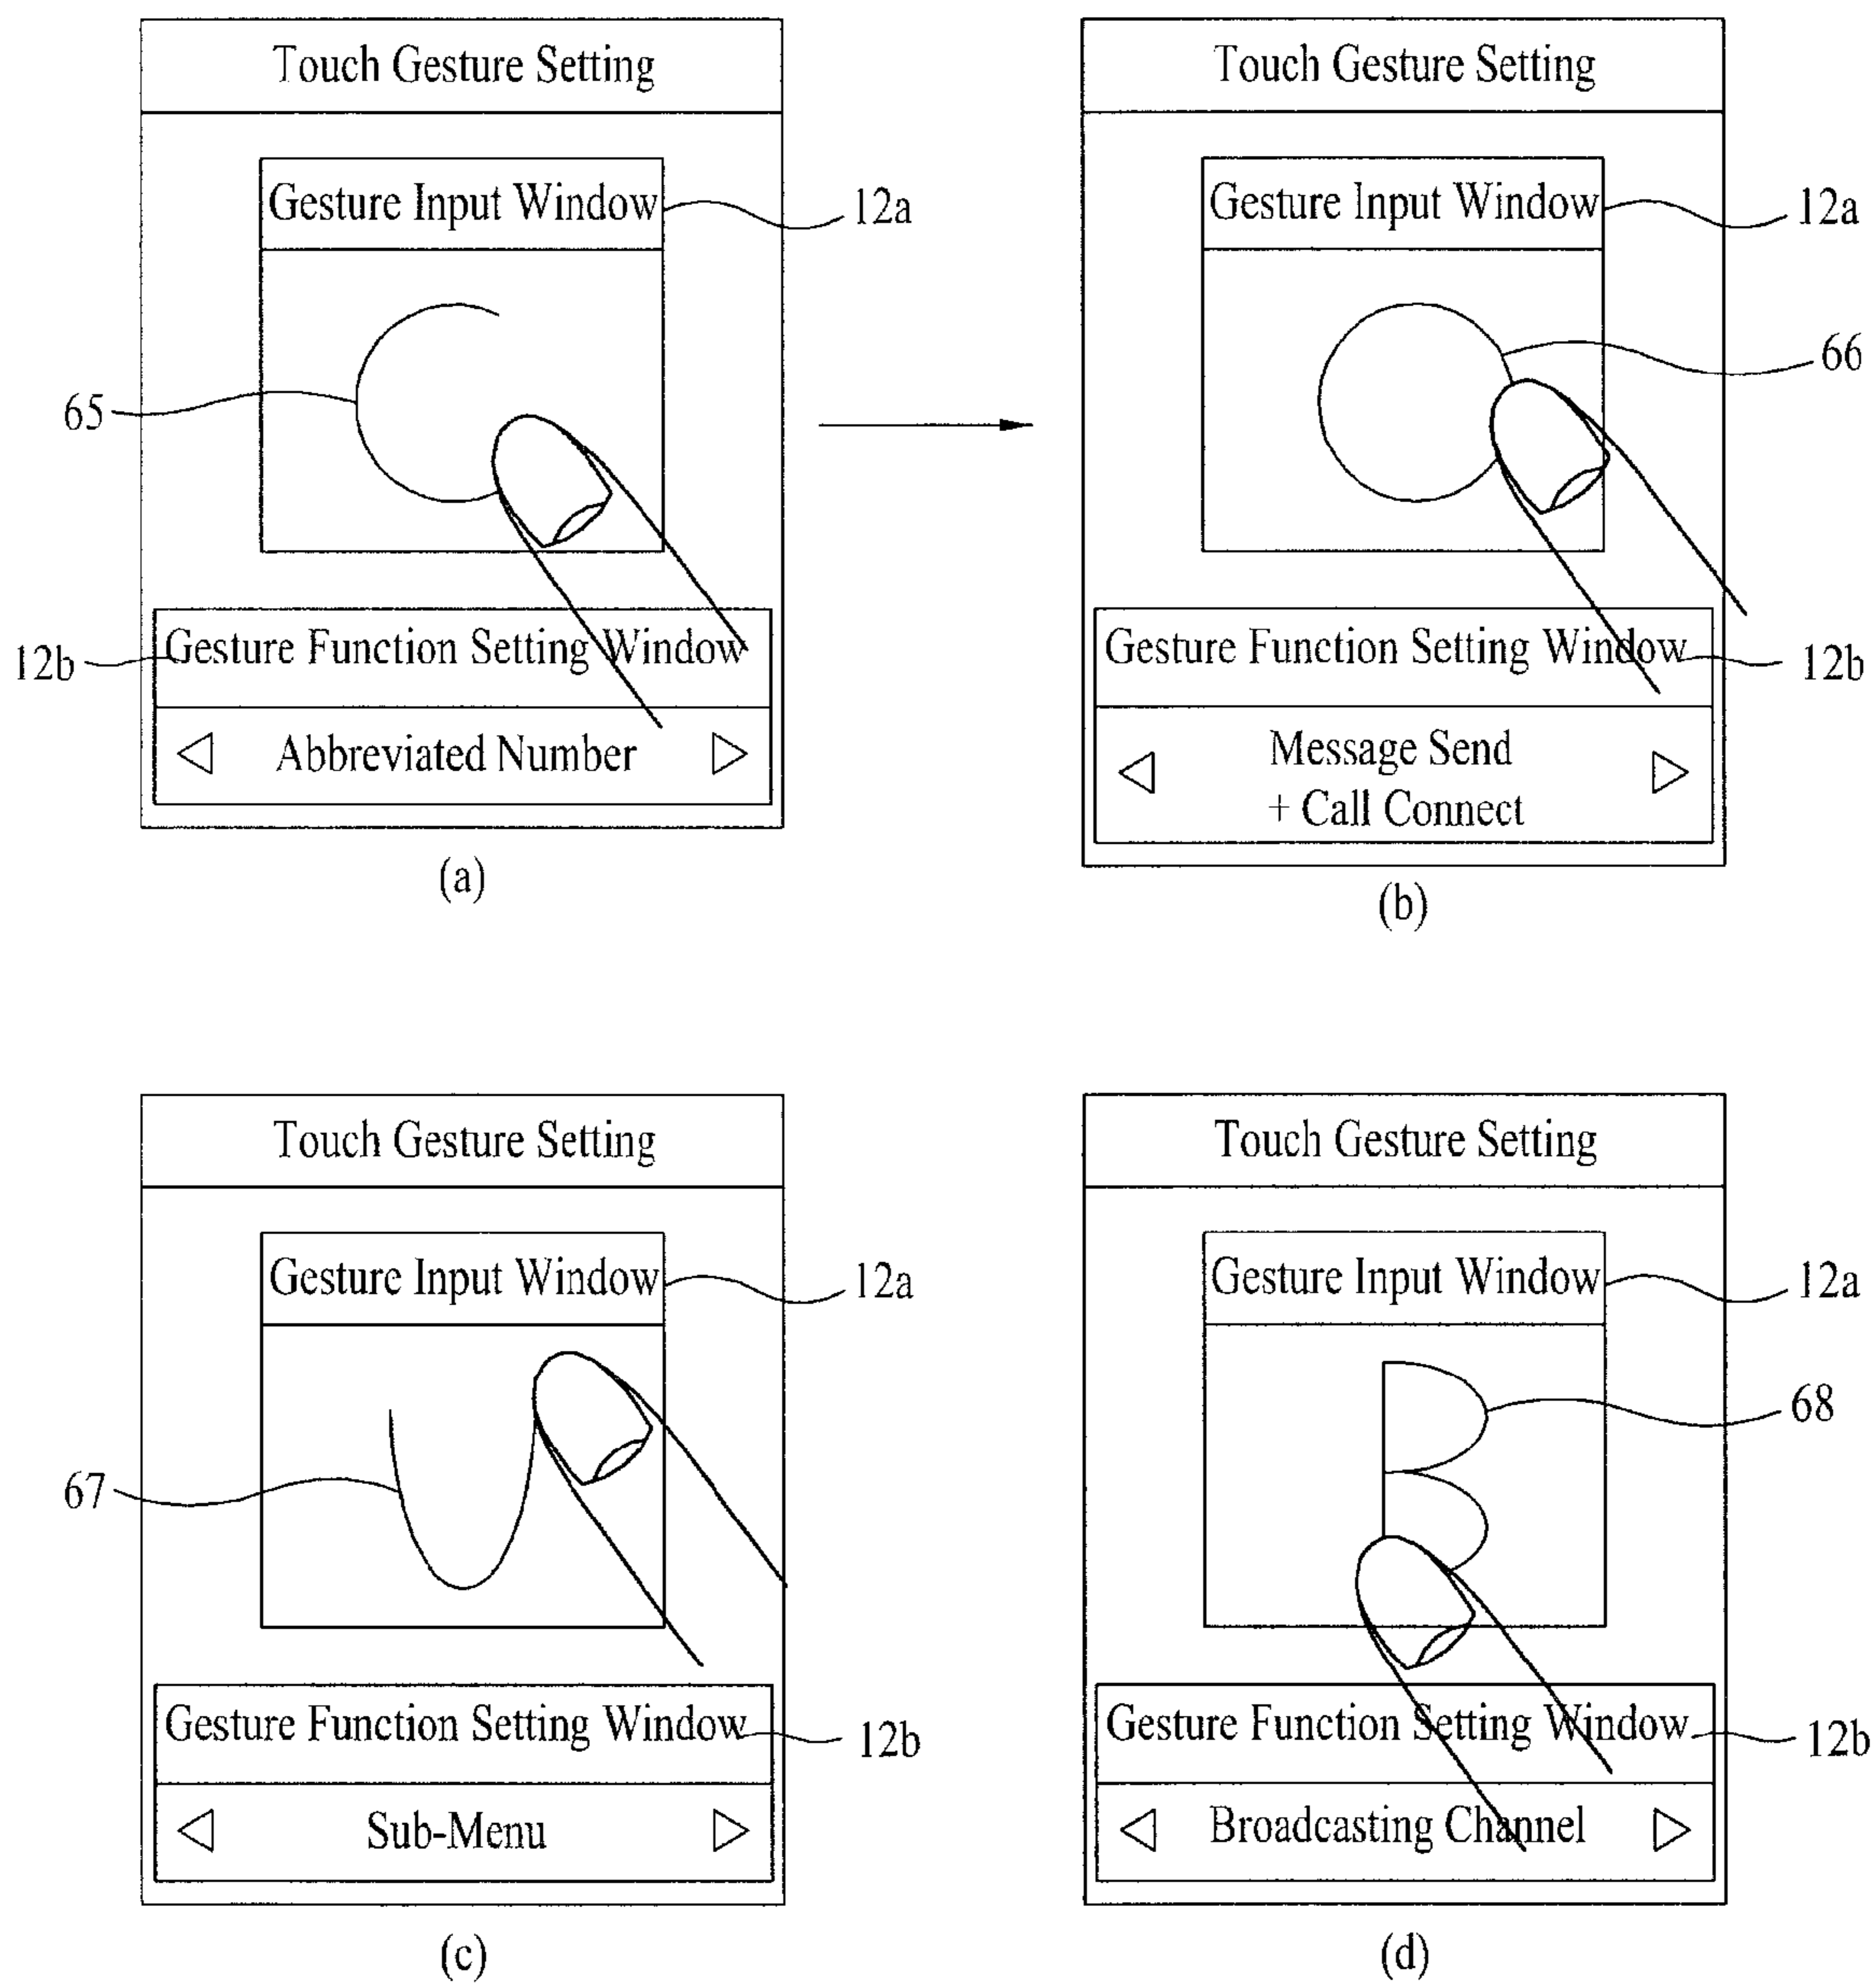 Touch Gesture Setting
Gesture Input Window
12a
65
Gesture Function Setting Window
12b
Abbreviated Number
(a)
Touch Gesture Setting
Gesture Input Window
12a
66
Gesture Function Setting Window
12b
Message Send
+ Call Connect
(b)
Touch Gesture Setting
Gesture Input Window
12a
67
Gesture Function Setting Window
12b
Sub-Menu
(c)
Touch Gesture Setting
Gesture Input Window
12a
68
Gesture Function Setting Window
12b
Broadcasting Channel
(d)